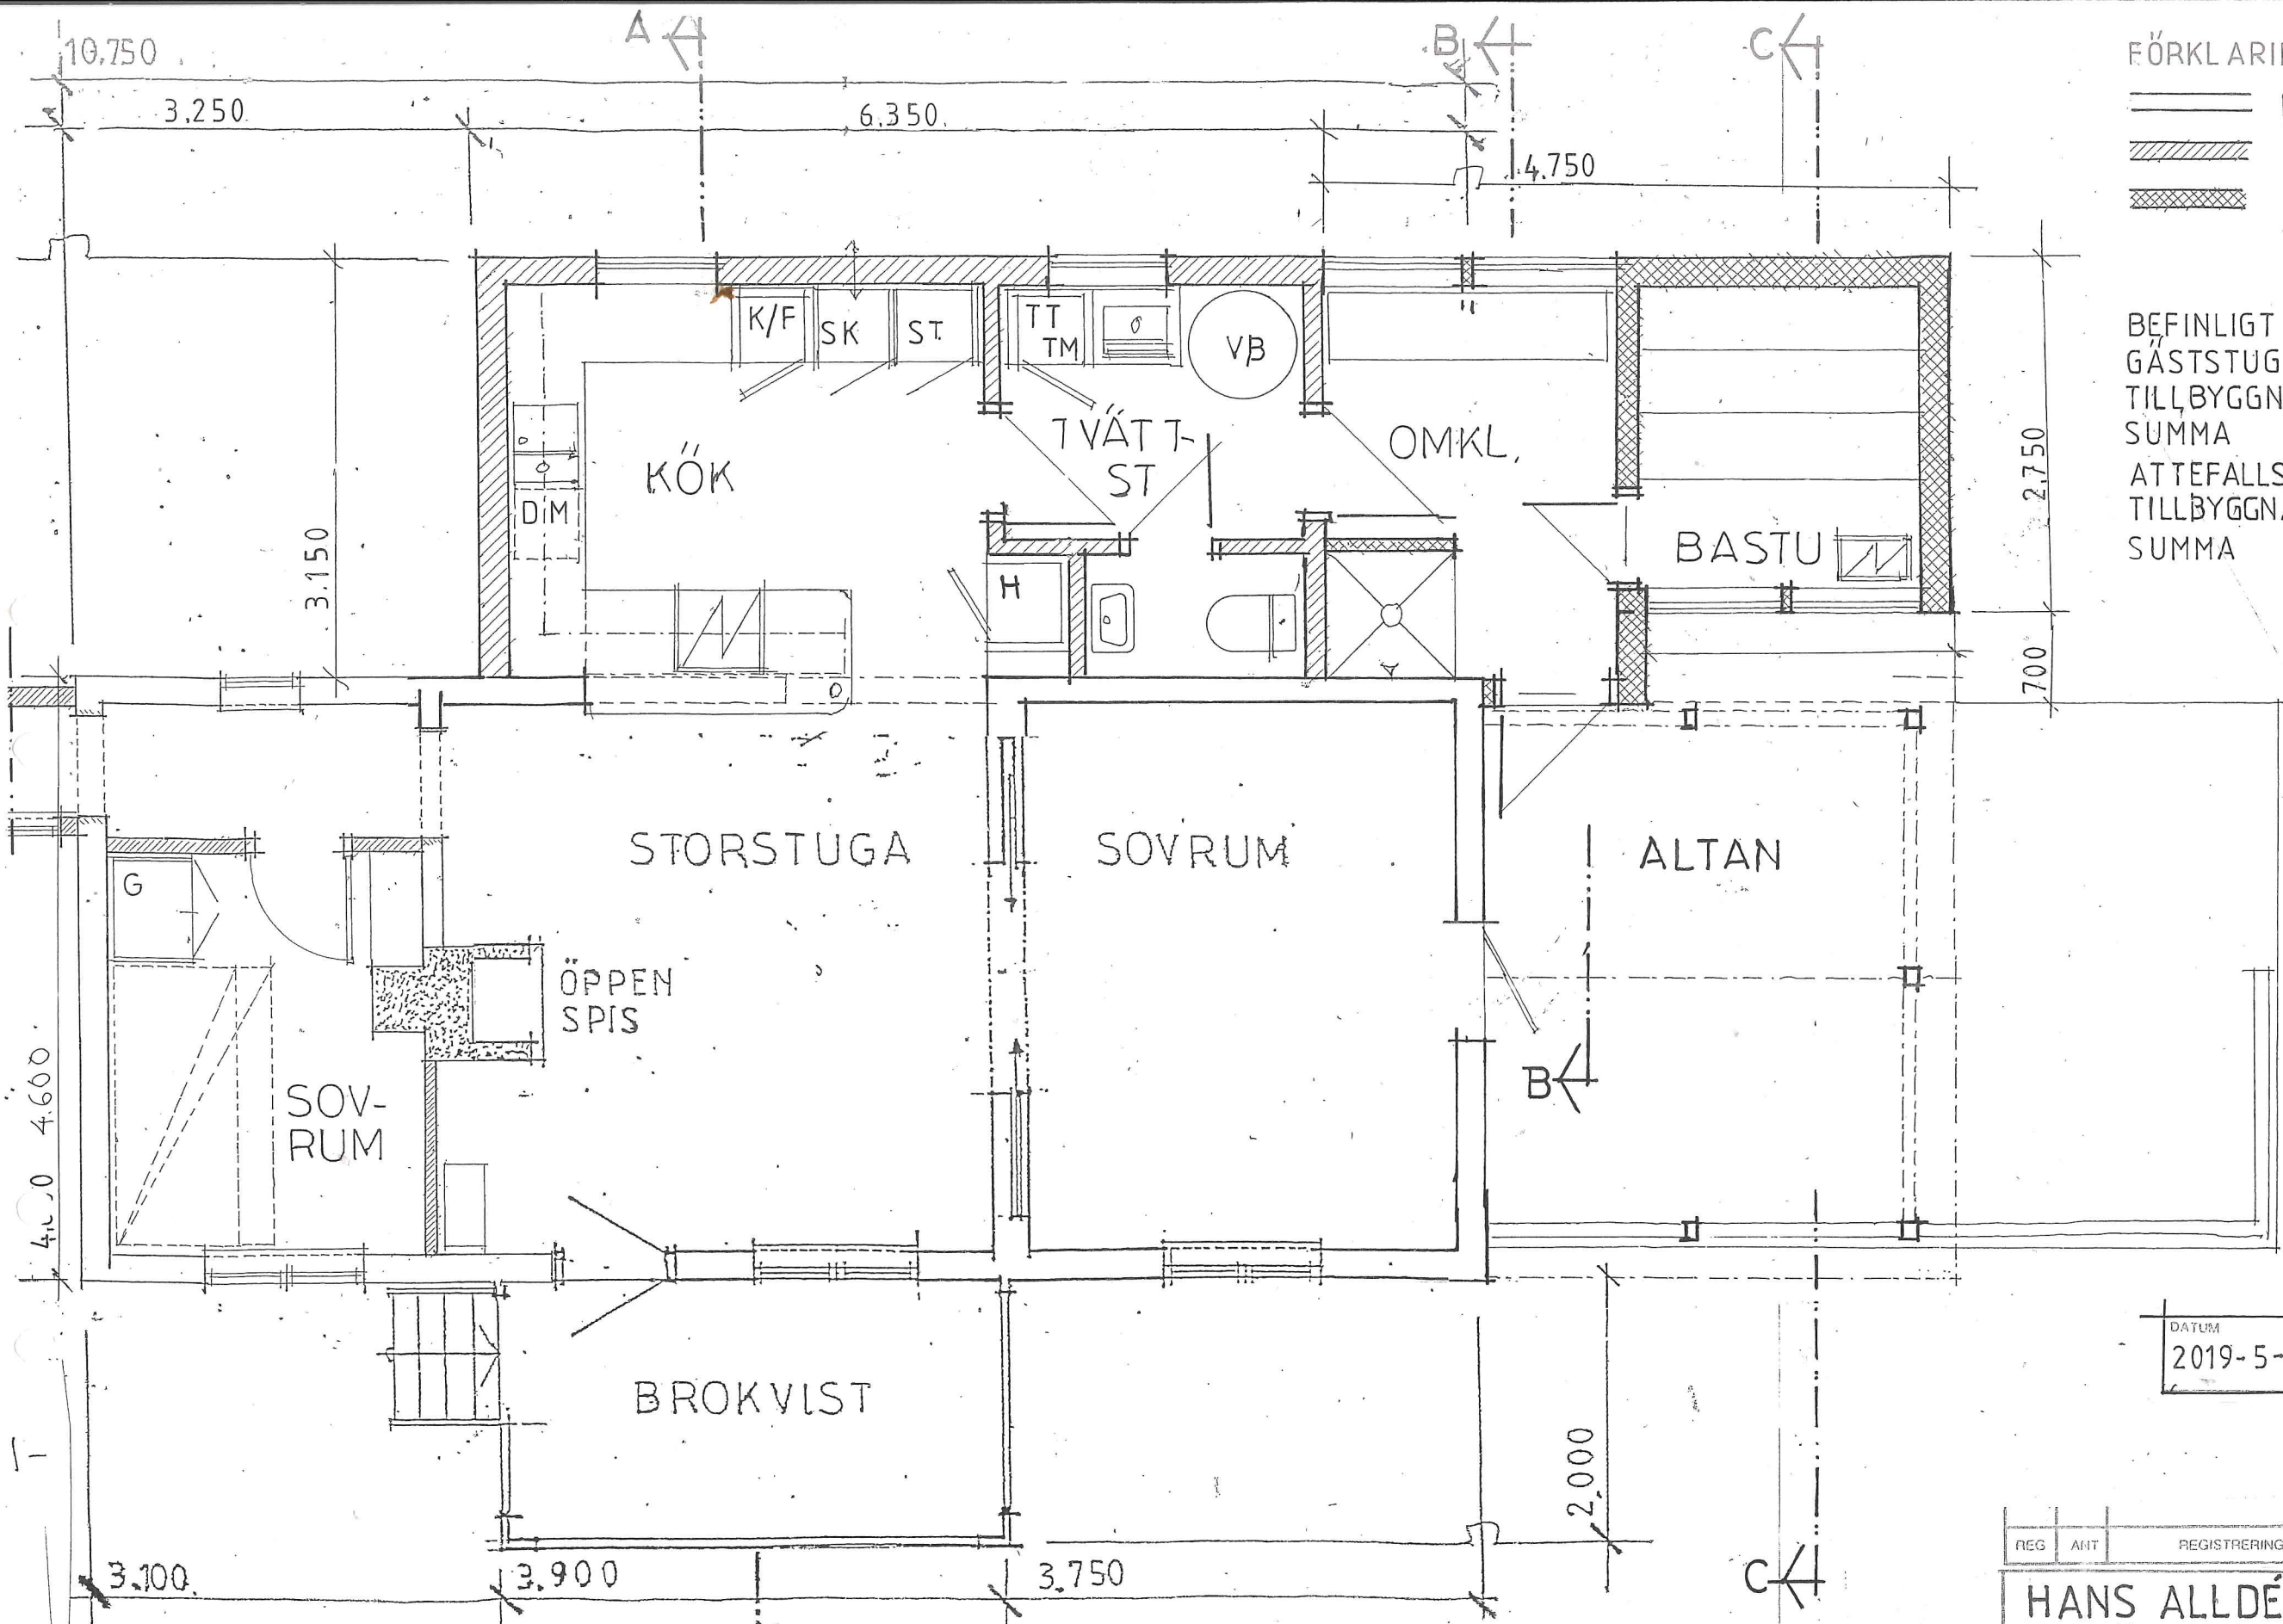 10.750
A
B
C
3.250
6.350
4.750
K/F
SK
ST.
TT
TM
VB
KÖK
TVÄTT-
ST
OMKL.
DIM
H
BASTU
3.150
2.750
700
STORSTUGA
SOVRUM
ALTAN
G
ÖPPEN
SPIS
SOV-
RUM
4.600
B
BROKVIST
2.000
3.100
3.900
3.750
C
FÖRKLARI
BEFINLIGT
GÄSTSTUG
TILLBYGGN
SUMMA
ATTEFALLS
TILLBYGGN
SUMMA
DATUM
2019-5-
REG ANT REGISTRERING
HANS ALLDÉ